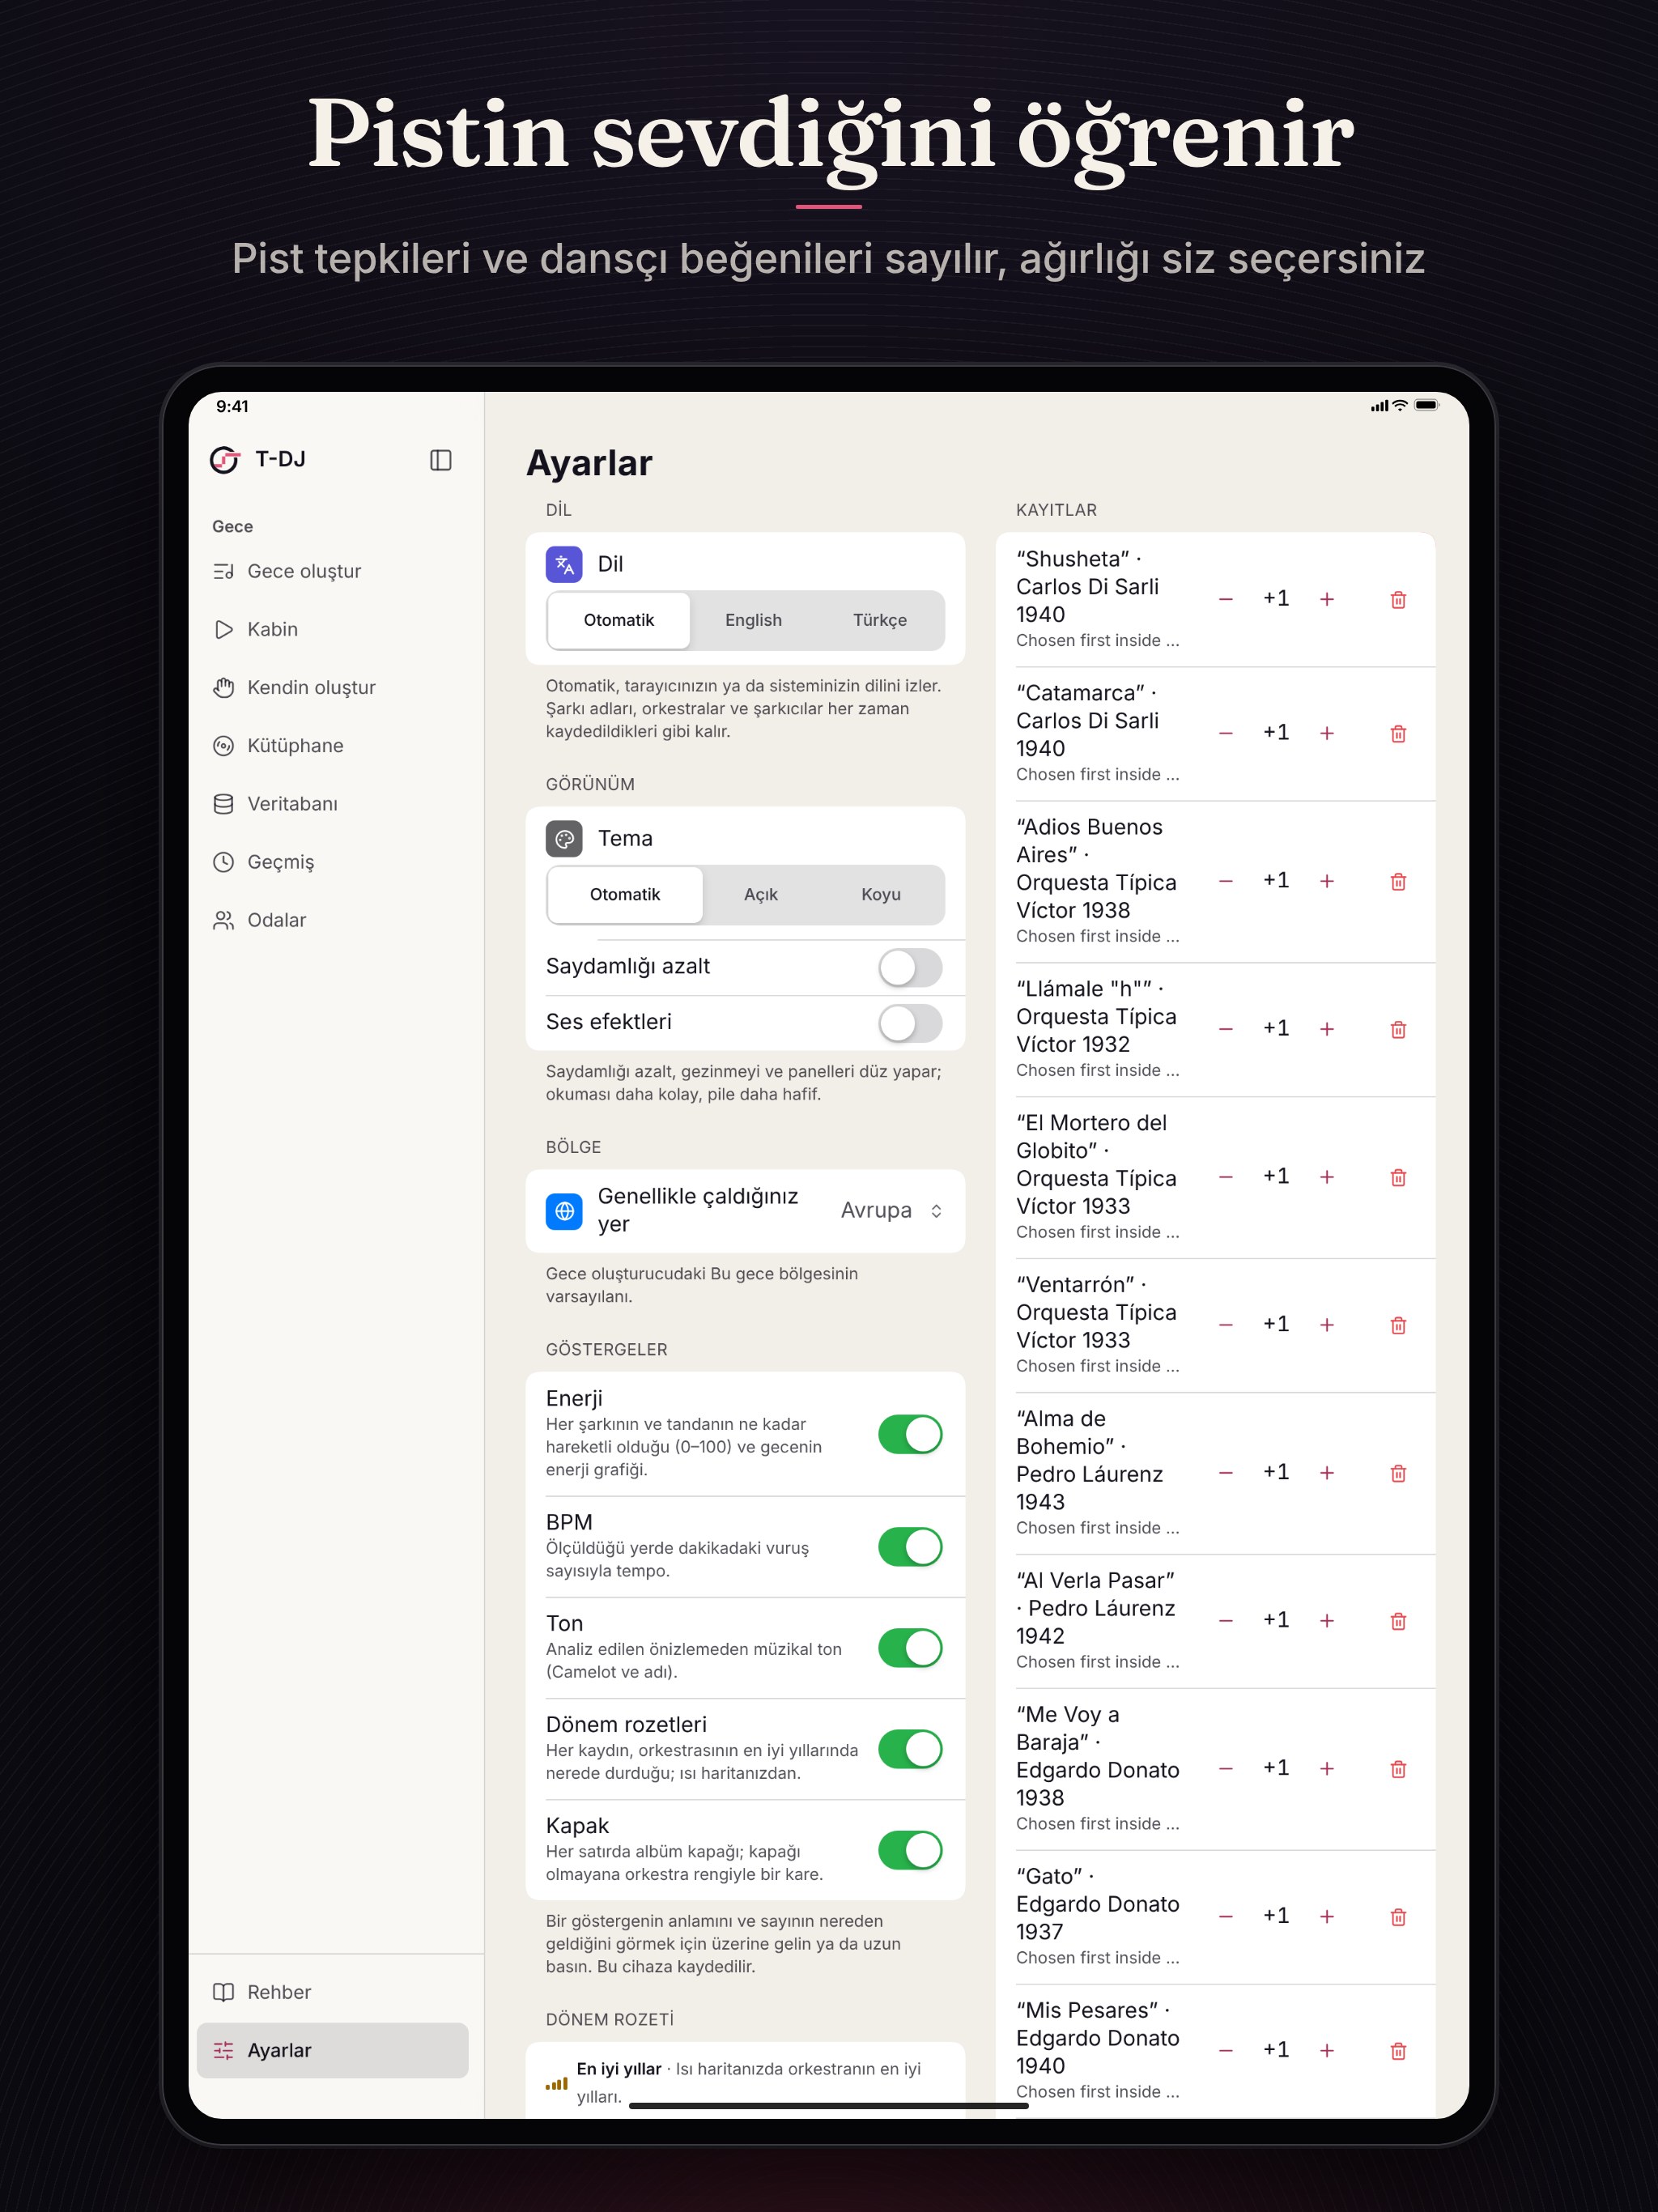 Pistin sevdiğini öğrenir
Pist tepkileri ve dansçı beğenileri sayılır, ağırlığı siz seçersiniz
9:41
T-DJ
Gece
Gece oluştur
Kabin
Kendin oluştur
Kütüphane
Veritabanı
Geçmiş
Odalar
Rehber
Ayarlar
Ayarlar
DİL
Dil
Otomatik English Türkçe
Otomatik, tarayıcınızın ya da sisteminizin dilini izler.
Şarkı adları, orkestralar ve şarkıcılar her zaman
kaydedildikleri gibi kalır.
GÖRÜNÜM
Tema
Otomatik Açık Koyu
Saydamlığı azalt
Ses efektleri
Saydamlığı azalt, gezinmeyi ve panelleri düz yapar;
okuması daha kolay, pile daha hafif.
BÖLGE
Genellikle çaldığınız
yer
Avrupa
Gece oluşturucudaki Bu gece bölgesinin
varsayılanı.
GÖSTERGELER
Enerji
Her şarkının ve tandanın ne kadar
hareketli olduğu (0–100) ve gecenin
enerji grafiği.
BPM
Ölçüldüğü yerde dakikadaki vuruş
sayısıyla tempo.
Ton
Analiz edilen önizlemeden müzikal ton
(Camelot ve adı).
Dönem rozetleri
Her kaydın, orkestrasının en iyi yıllarında
nerede durduğu; ısı haritanızdan.
Kapak
Her satırda albüm kapağı; kapağı
olmayana orkestra rengiyle bir kare.
Bir göstergenin anlamını ve sayının nereden
geldiğini görmek için üzerine gelin ya da uzun
basın. Bu cihaza kaydedilir.
DÖNEM ROZETİ
En iyi yıllar · Isı haritanızda orkestranın en iyi
yılları.
KAYITLAR
“Shusheta” ·
Carlos Di Sarli
1940
Chosen first inside ...
− +1 +
“Catamarca” ·
Carlos Di Sarli
1940
Chosen first inside ...
− +1 +
“Adios Buenos
Aires” ·
Orquesta Típica
Víctor 1938
Chosen first inside ...
− +1 +
“Llámale "h"” ·
Orquesta Típica
Víctor 1932
Chosen first inside ...
− +1 +
“El Mortero del
Globito” ·
Orquesta Típica
Víctor 1933
Chosen first inside ...
− +1 +
“Ventarrón” ·
Orquesta Típica
Víctor 1933
Chosen first inside ...
− +1 +
“Alma de
Bohemio” ·
Pedro Láurenz
1943
Chosen first inside ...
− +1 +
“Al Verla Pasar”
· Pedro Láurenz
1942
Chosen first inside ...
− +1 +
“Me Voy a
Baraja” ·
Edgardo Donato
1938
Chosen first inside ...
− +1 +
“Gato” ·
Edgardo Donato
1937
Chosen first inside ...
− +1 +
“Mis Pesares” ·
Edgardo Donato
1940
Chosen first inside ...
− +1 +